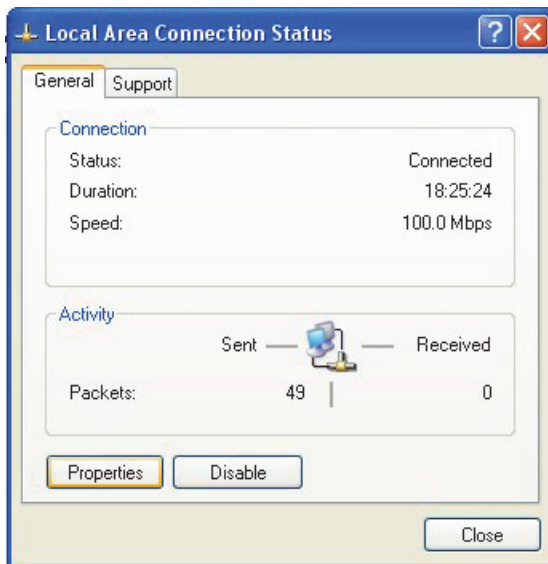 Local Area Connection Status
General Support
Connection
Status: Connected
Duration: 18:25:24
Speed: 100.0 Mbps
Activity
Sent Received
Packets: 49 0
Properties Disable
Close